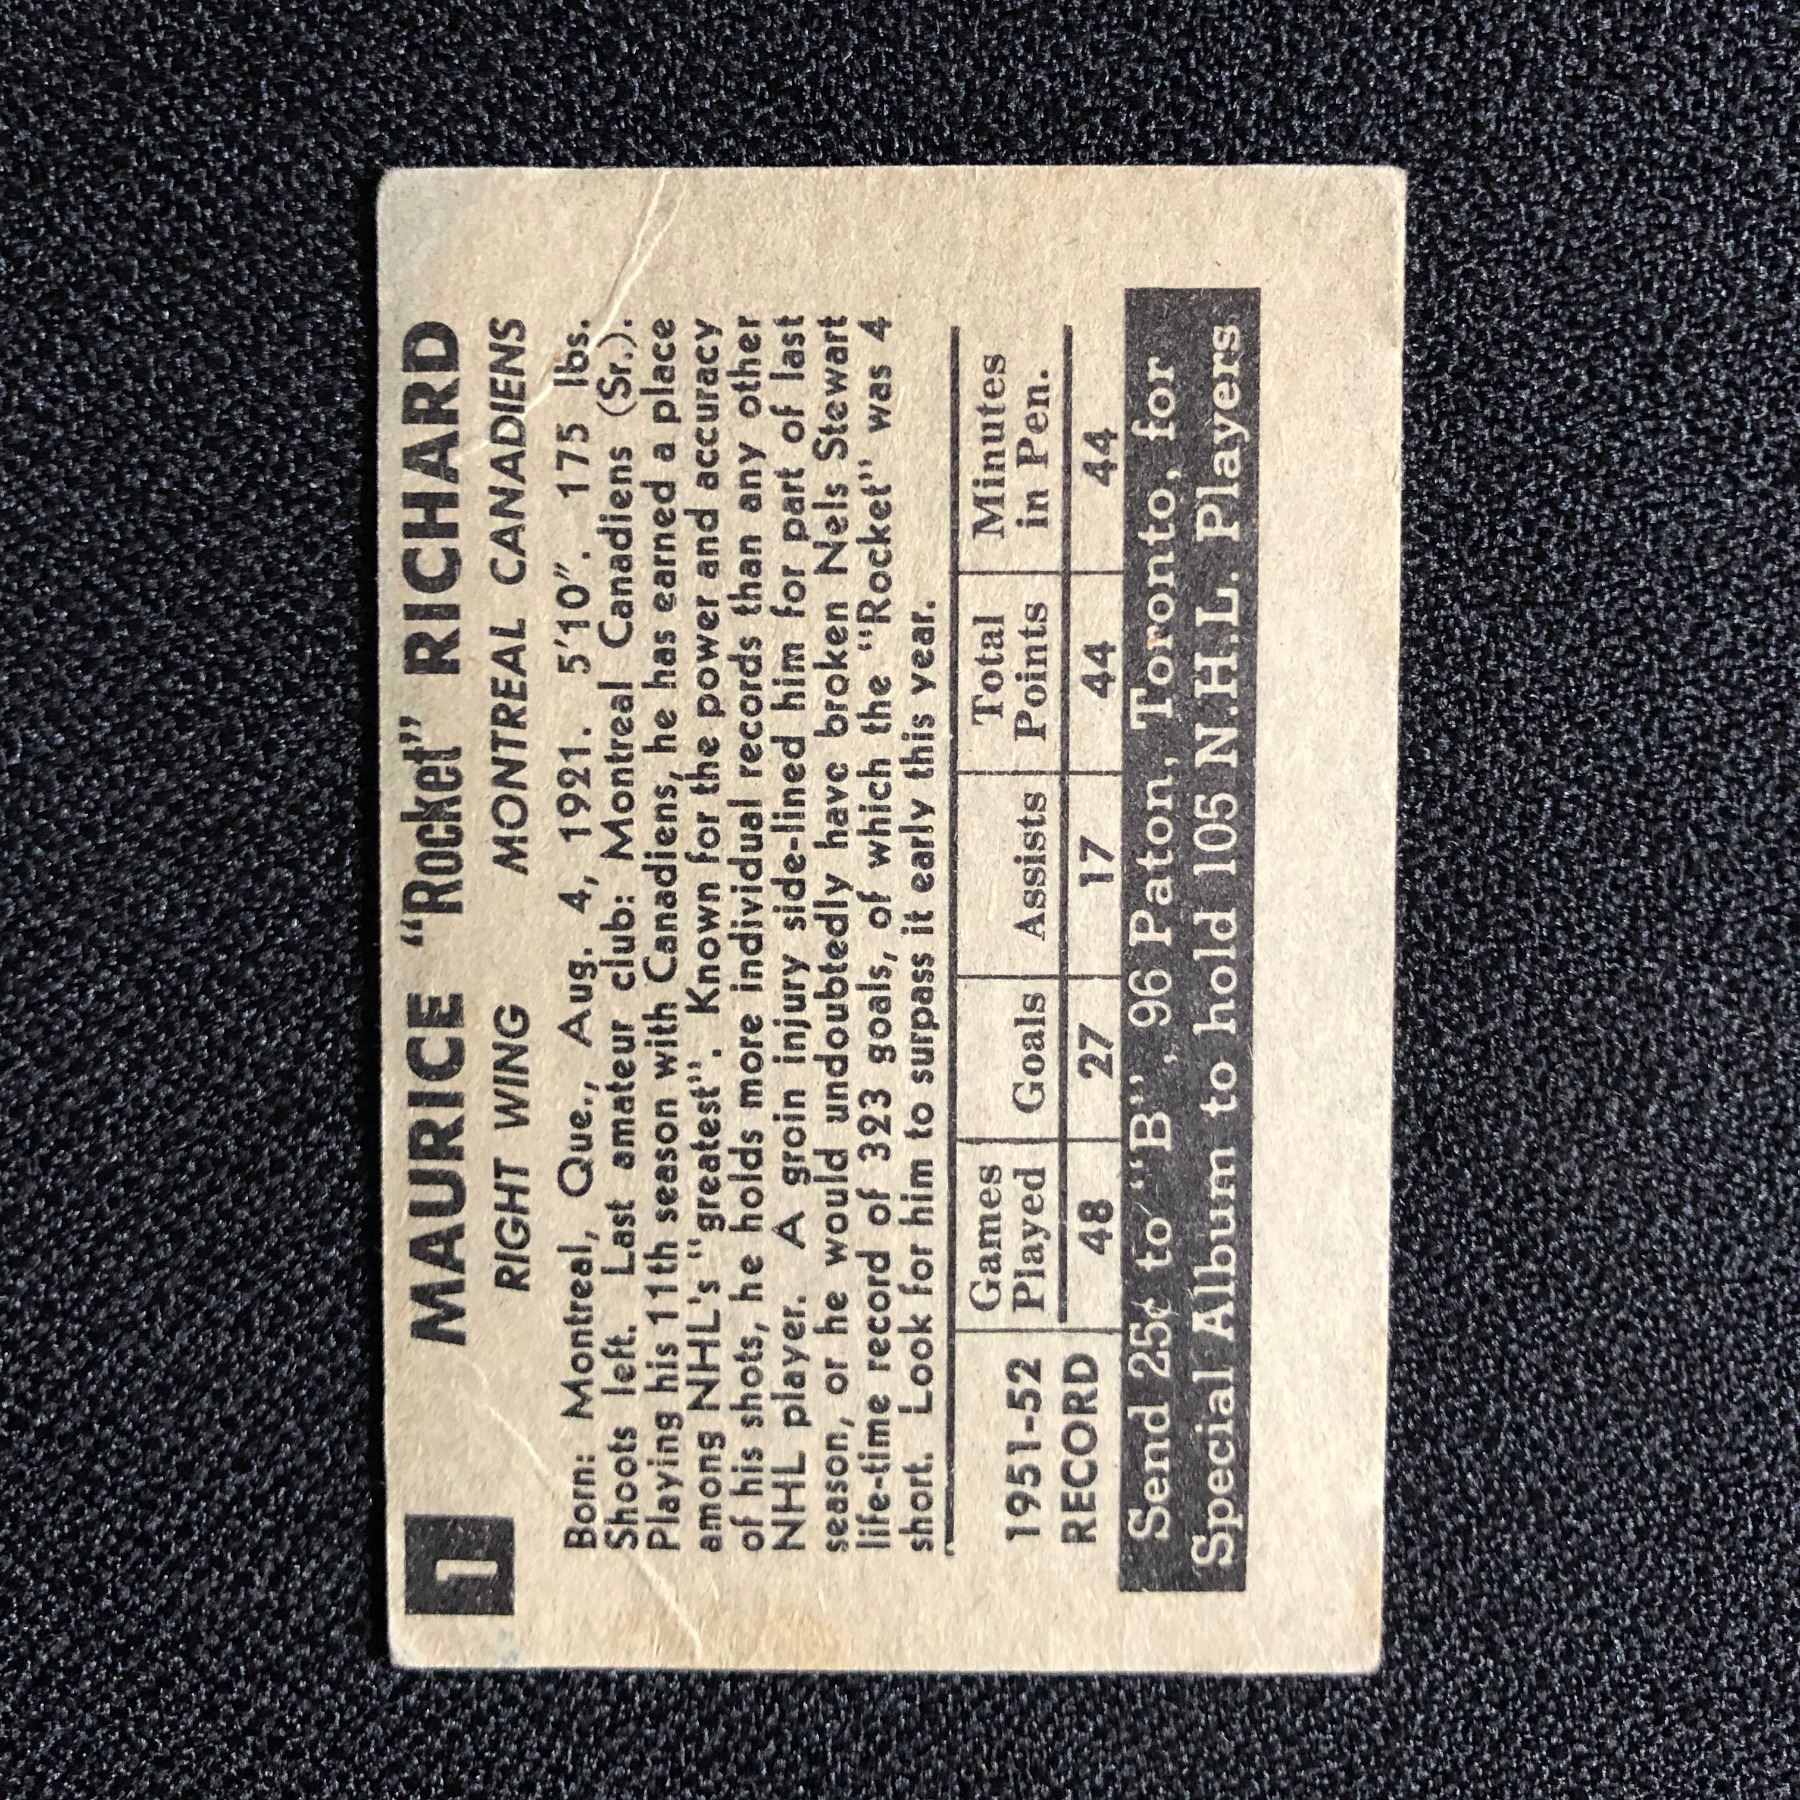 1
MAURICE "Rocket" RICHARD
RIGHT WING MONTREAL CANADIENS
Born: Montreal, Que., Aug. 4, 1921. 5'10". 175 lbs.
Shoots left. Last amateur club: Montreal Canadiens (Sr.).
Playing his 11th season with Canadiens, he has earned a place
among NHL's "greatest". Known for the power and accuracy
of his shots, he holds more individual records than any other
NHL player. A groin injury side-lined him for part of last
season, or he would undoubtedly have broken Nels Stewart
life-time record of 323 goals, of which the "Rocket" was 4
short. Look for him to surpass it early this year.
1951-52 RECORD
Games Played Goals Assists Total Points Minutes in Pen.
48 27 17 44 44
Send 25¢ to "B", 96 Paton, Toronto, for
Special Album to hold 105 N.H.L. Players